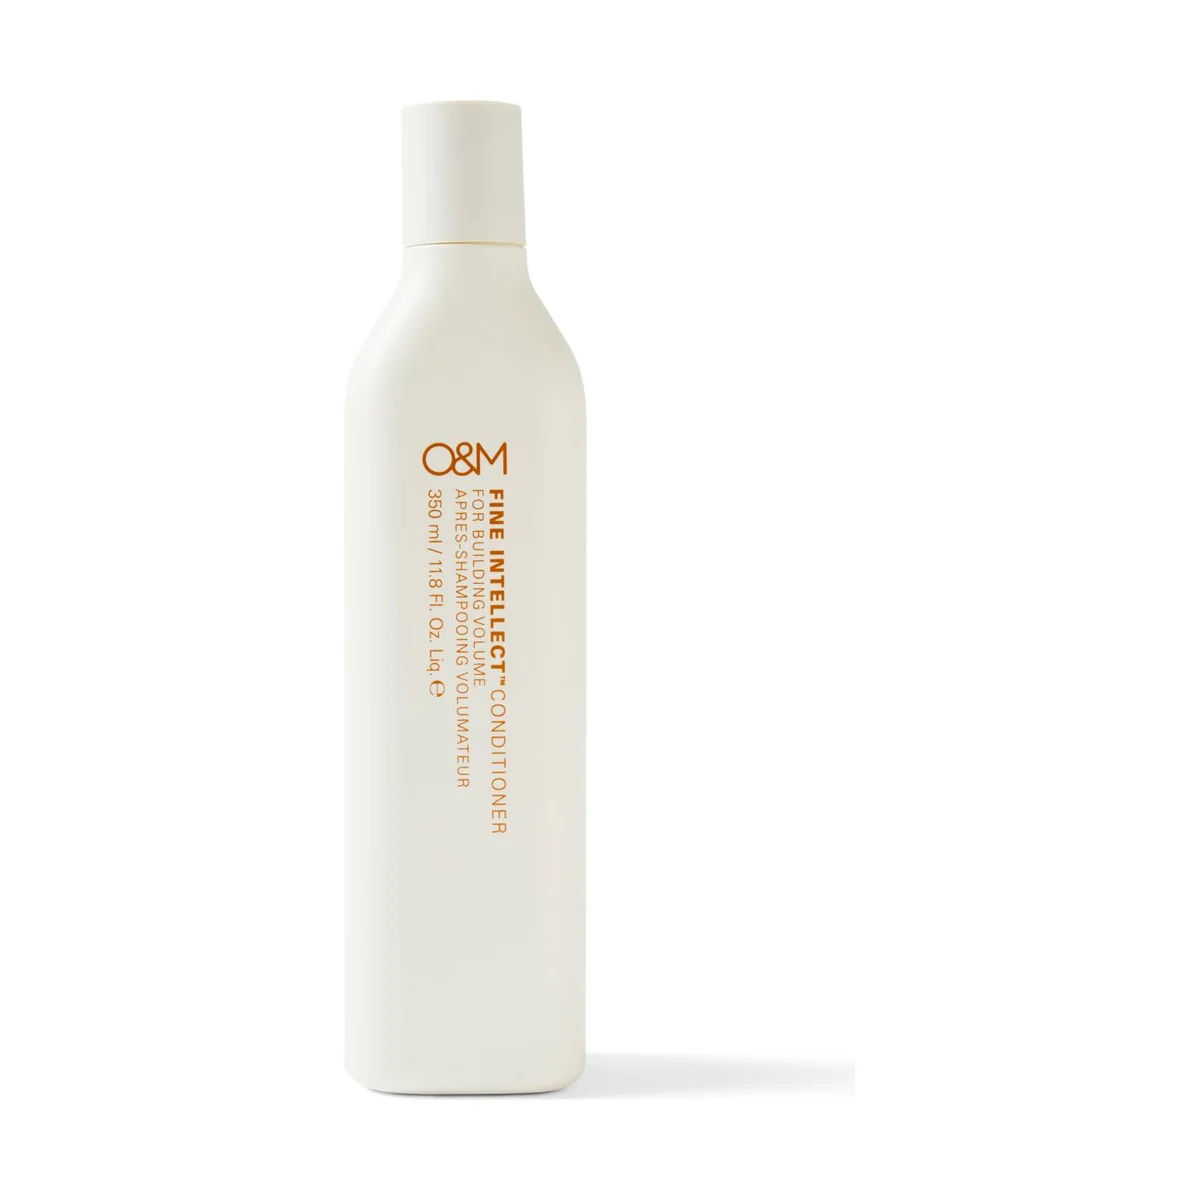 O&M
FINE INTELLECT™ CONDITIONER
FOR BUILDING VOLUME
APRES-SHAMPOOING VOLUMATEUR
350 ml / 11.8 Fl. Oz. Liq. ℮